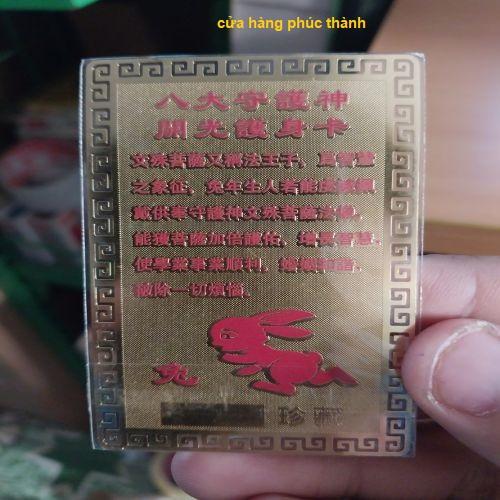 cửa hàng phúc thành
八大守護神
開光護身卡
文殊菩薩又稱法王子，爲智慧
之象征，兔年生人若能虔誠佩
戴供奉守護神文殊菩薩法像，
能獲菩薩加倍護佑，增長智慧，
使學業事業順利，婚姻和諧，
破除一切煩惱。
兔
珍藏